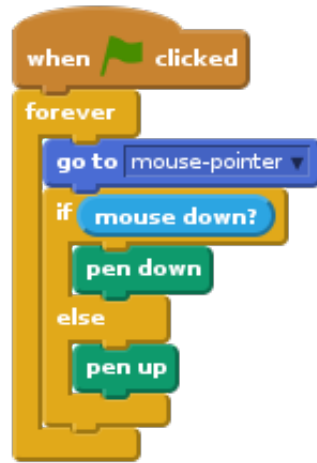 when clicked
forever
go to mouse-pointer
if mouse down?
pen down
else
pen up